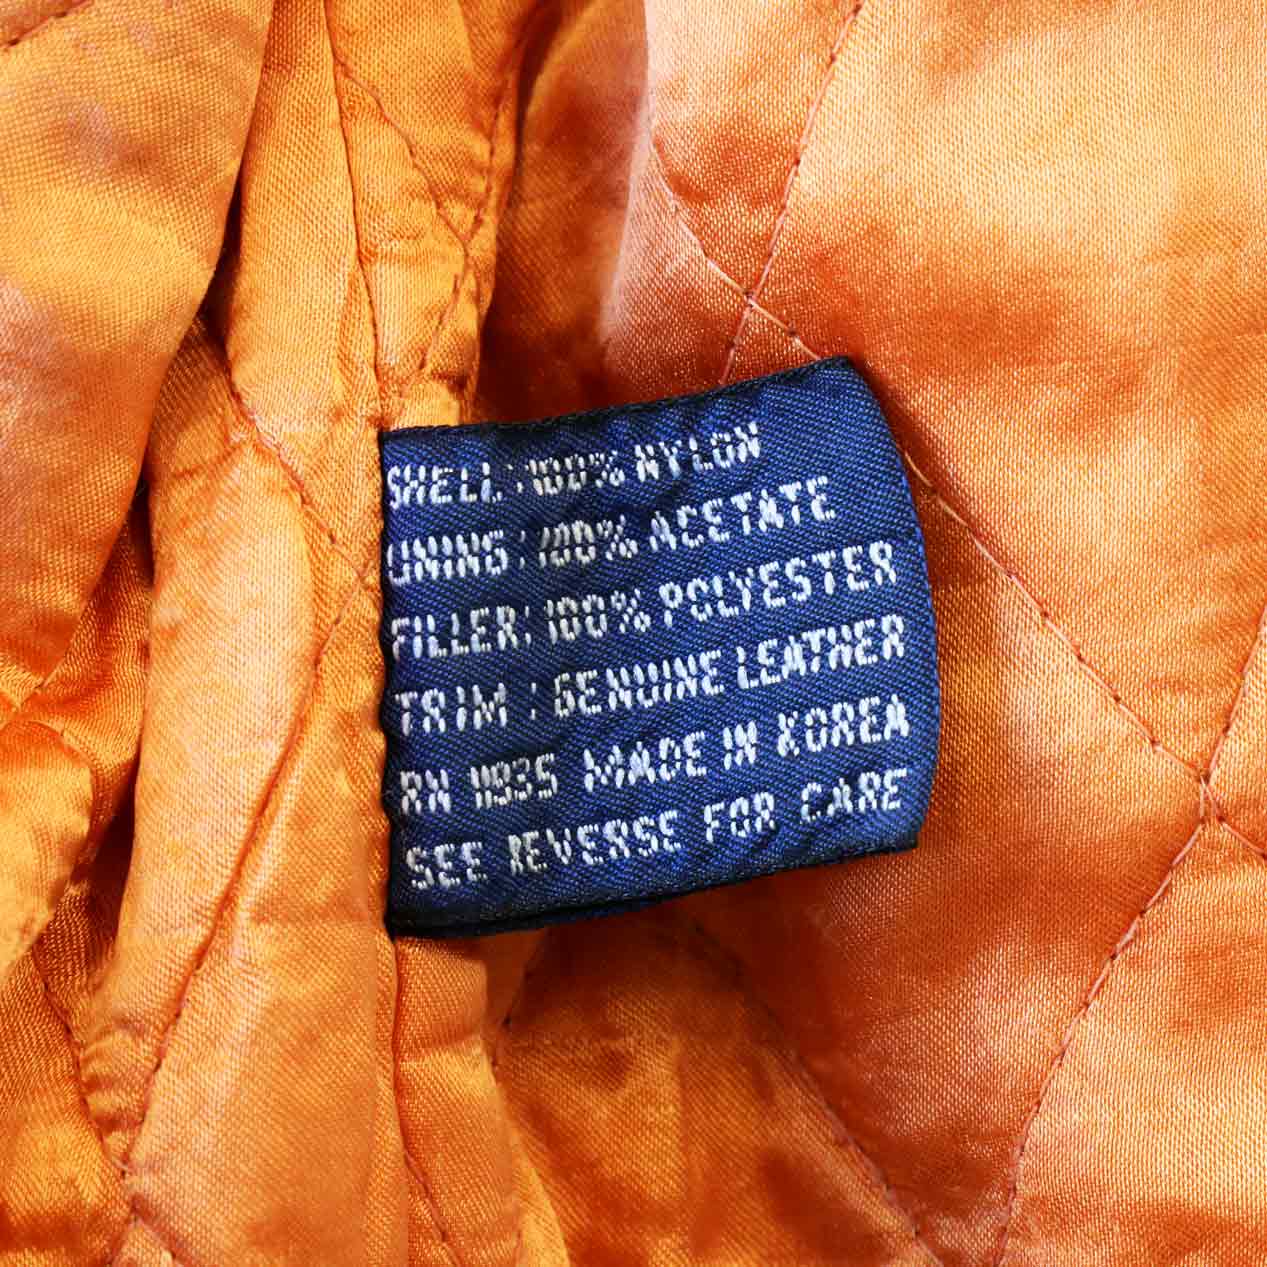 SHELL : 100% NYLON
LINING : 100% ACETATE
FILLER : 100% POLYESTER
TRIM : GENUINE LEATHER
RN 11935 MADE IN KOREA
SEE REVERSE FOR CARE